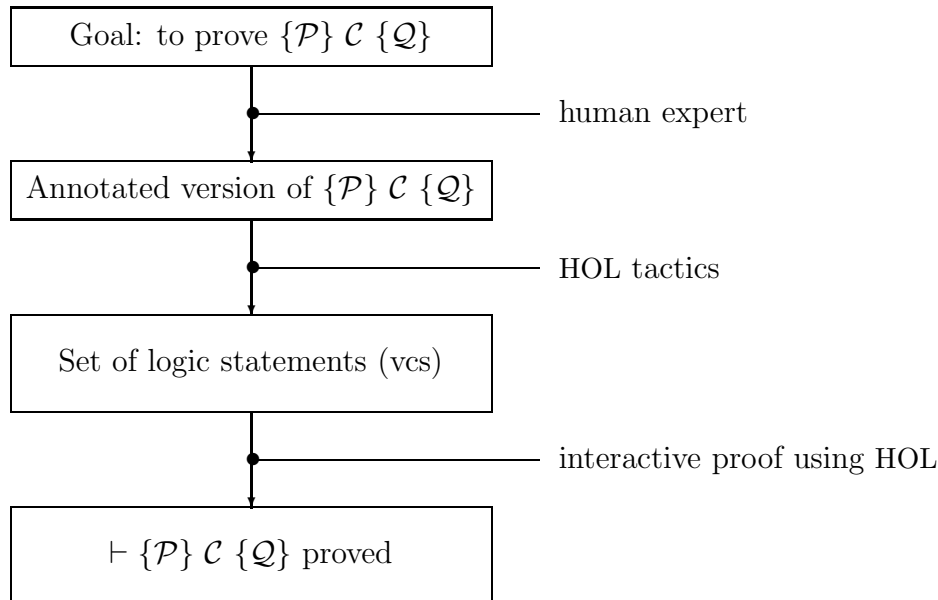 Goal: to prove {𝒫} 𝒞 {𝒬}
human expert
Annotated version of {𝒫} 𝒞 {𝒬}
HOL tactics
Set of logic statements (vcs)
interactive proof using HOL
⊢ {𝒫} 𝒞 {𝒬} proved